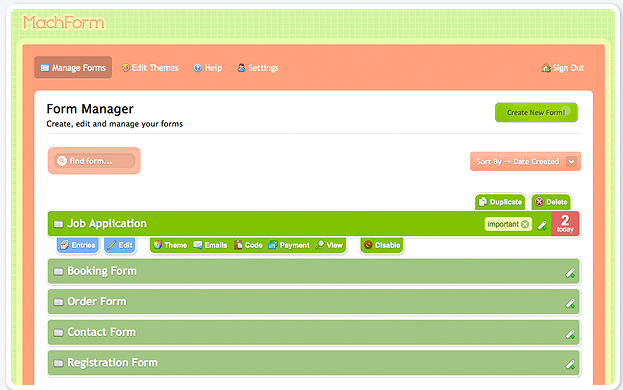 MachForm
Manage Forms Edit Themes Help Settings Sign Out
Form Manager
Create, edit and manage your forms
Create New Form!
find form...
Sort By → Date Created
Duplicate Delete
Job Application important 2
today
Entries Edit Theme Emails Code Payment View Disable
Booking Form
Order Form
Contact Form
Registration Form